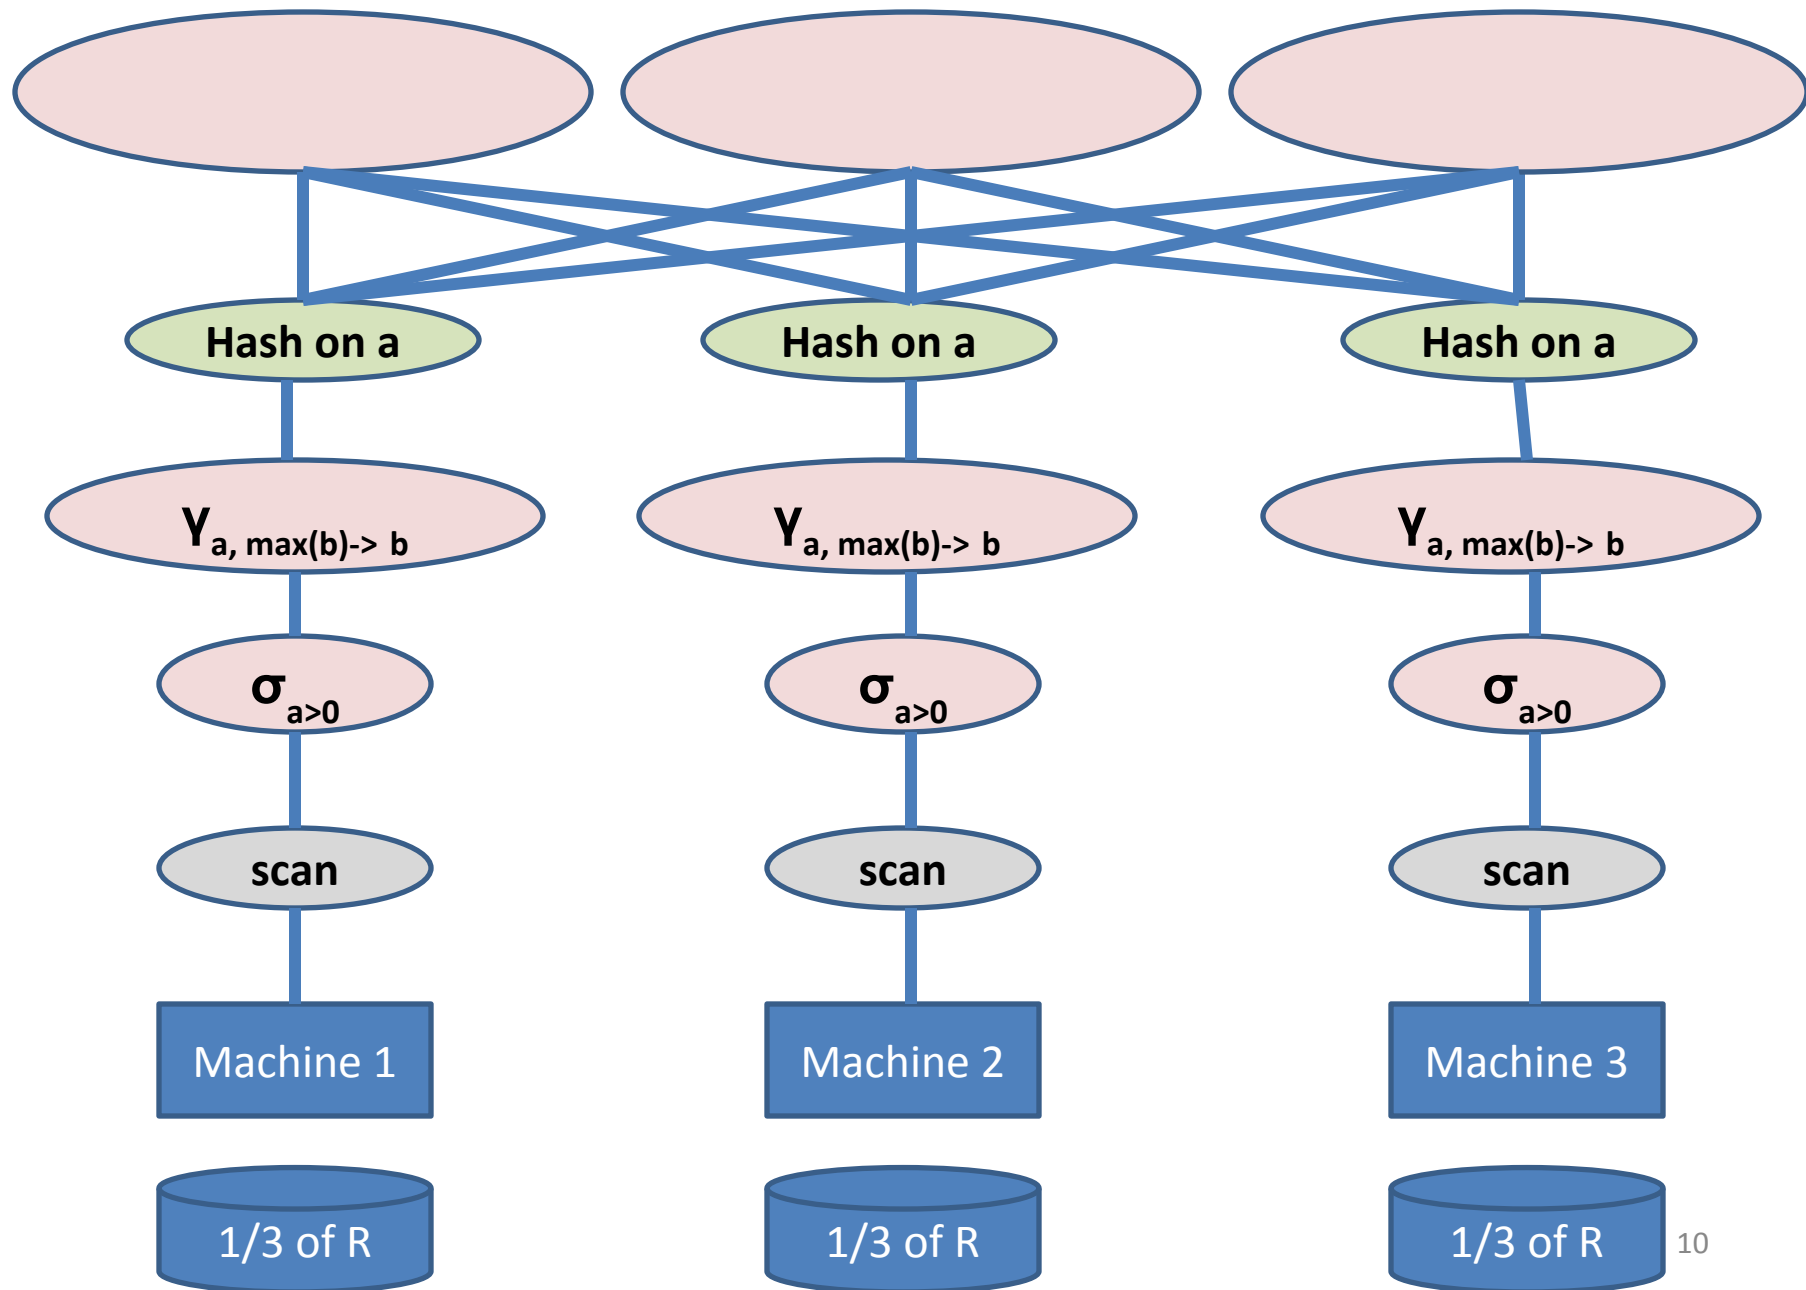 Hash on a Hash on a Hash on a
γa, max(b)-> b γa, max(b)-> b γa, max(b)-> b
σa>0 σa>0 σa>0
scan scan scan
Machine 1 Machine 2 Machine 3
1/3 of R 1/3 of R 1/3 of R 10